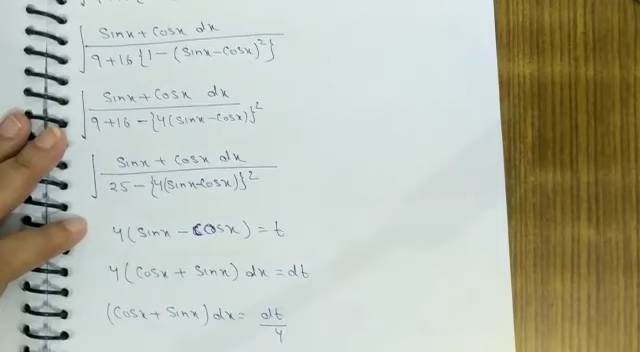 ∫ Sinx + Cosx dx / 9+16{1-(Sinx-Cosx)²}
∫ Sinx + Cosx dx / 9+16-{4(Sinx-Cosx)}²
∫ Sinx + Cosx dx / 25-{4(Sinx-Cosx)}²
4(Sinx - Cosx) = t
4(Cosx + Sinx) dx = dt
(Cosx + Sinx) dx = dt/4